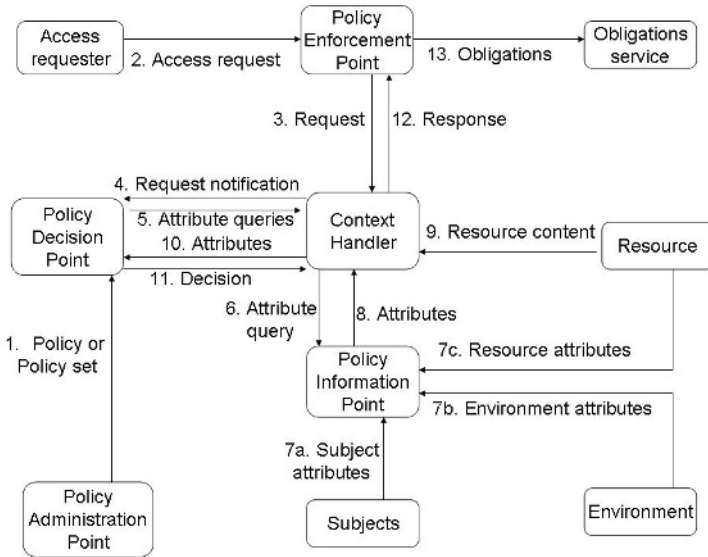 Access
requester
2. Access request
Policy
Enforcement
Point
13. Obligations
Obligations
service
3. Request
12. Response
4. Request notification
Policy
Decision
Point
5. Attribute queries
10. Attributes
11. Decision
Context
Handler
9. Resource content
Resource
6. Attribute
query
8. Attributes
1. Policy or
Policy set
Policy
Information
Point
7c. Resource attributes
7b. Environment attributes
7a. Subject
attributes
Policy
Administration
Point
Subjects
Environment